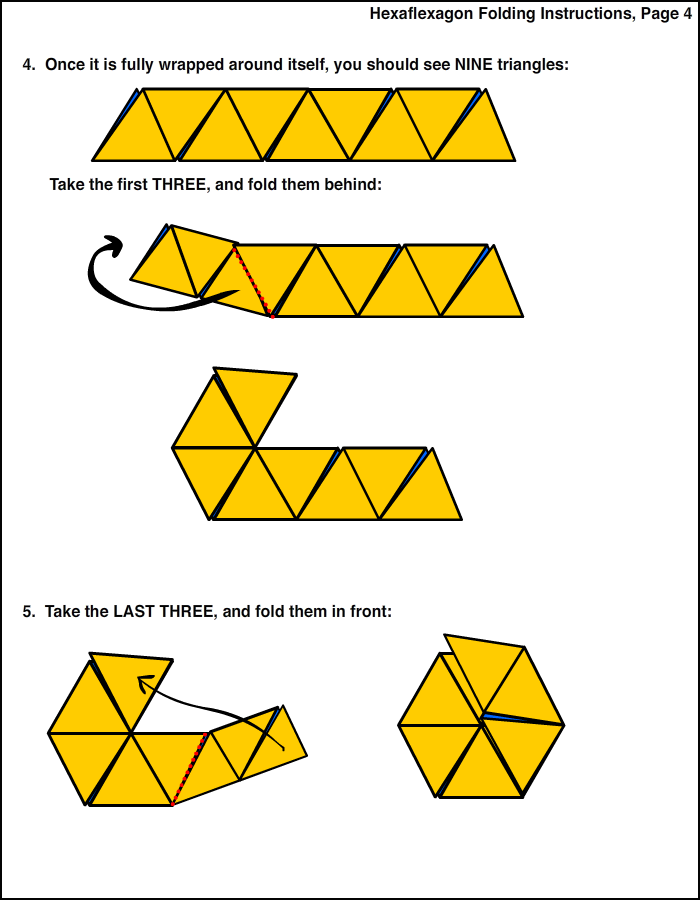 Hexaflexagon Folding Instructions, Page 4
4. Once it is fully wrapped around itself, you should see NINE triangles:
Take the first THREE, and fold them behind:
5. Take the LAST THREE, and fold them in front: